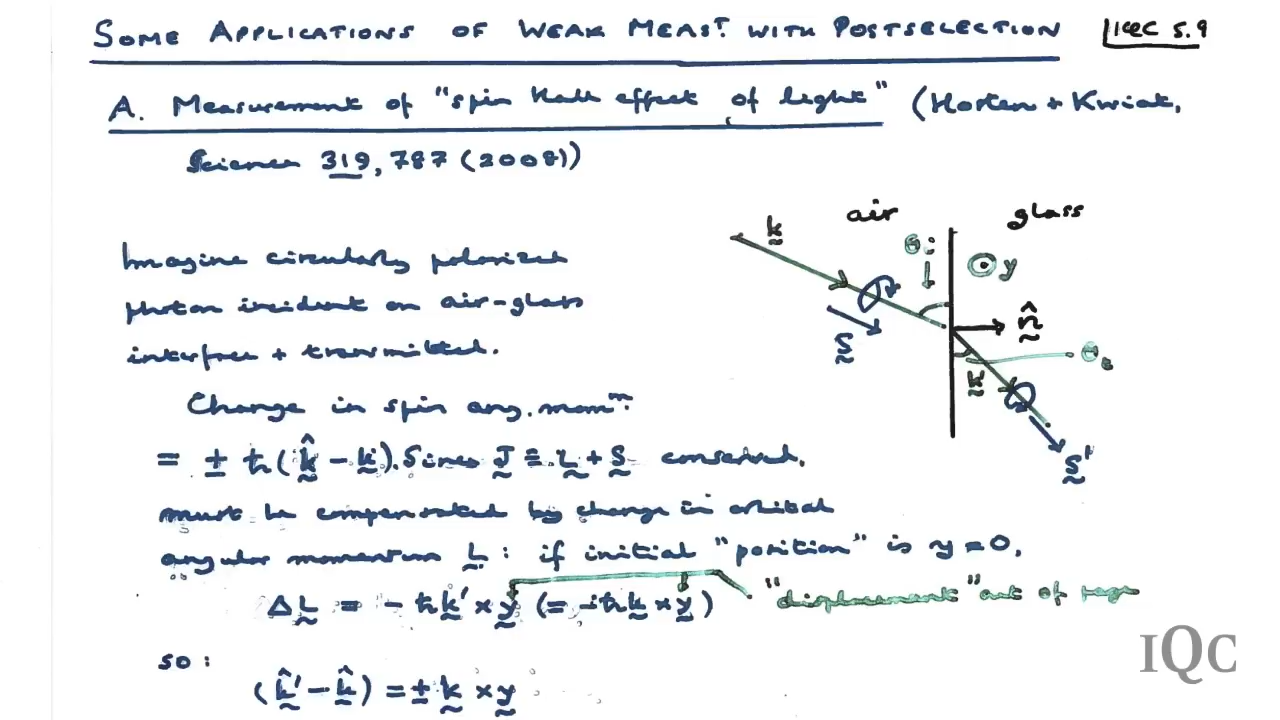 SOME APPLICATIONS OF WEAK MEAS.T WITH POSTSELECTION
IQC 5.9
A. Measurement of "spin Hall effect of light" (Hosten + Kwiat,
Science 319, 787 (2008))
air
glass
k
θi
y
n̂
S
θt
k'
S'
Imagine circularly polarized
photon incident on air-glass
interface + transmitted.
Change in spin ang. mom.m
= ± ħ(k̂ - k). Since J ≡ L + S conserved,
must be compensated by change in orbital
angular momentum L: if initial "position" is y=0,
ΔL = - ħk' × y (= -ħk × y)
"displacement" out of page
so:
(k̂' - k̂) = ± k × y
IQC